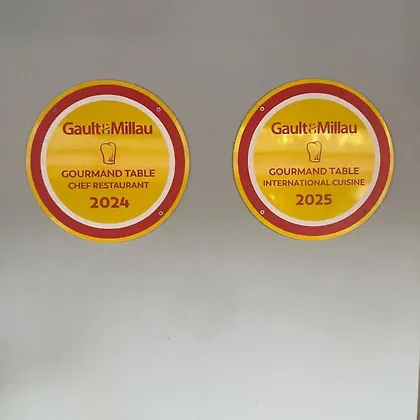 Gault&Millau
GOURMAND TABLE
CHEF RESTAURANT
2024
Gault&Millau
GOURMAND TABLE
INTERNATIONAL CUISINE
2025